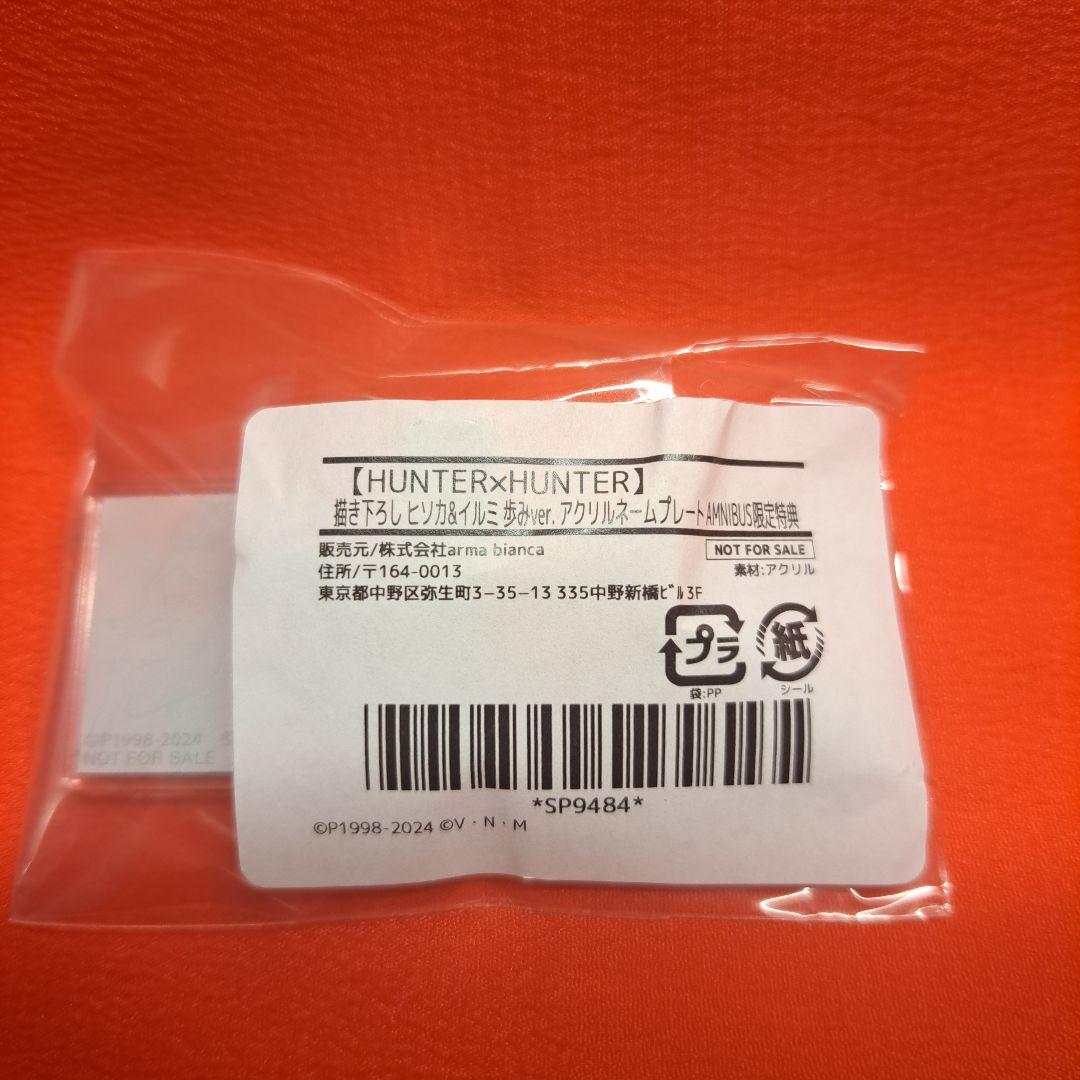 【HUNTER×HUNTER】
描き下ろし ヒソカ&イルミ 歩みver. アクリルネームプレートAMNIBUS限定特典
販売元/株式会社arma bianca
NOT FOR SALE
住所/〒164-0013
素材:アクリル
東京都中野区弥生町3-35-13 335中野新橋ビル3F
プラ
紙
袋:PP
シール
*SP9484*
©P1998-2024 ©V・N・M
©P1998-2024
NOT FOR SALE